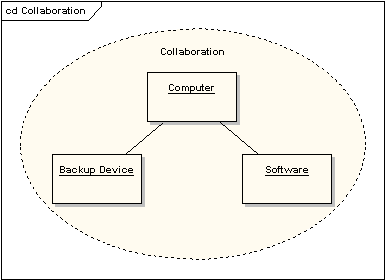 cd Collaboration
Collaboration
Computer
Backup Device
Software